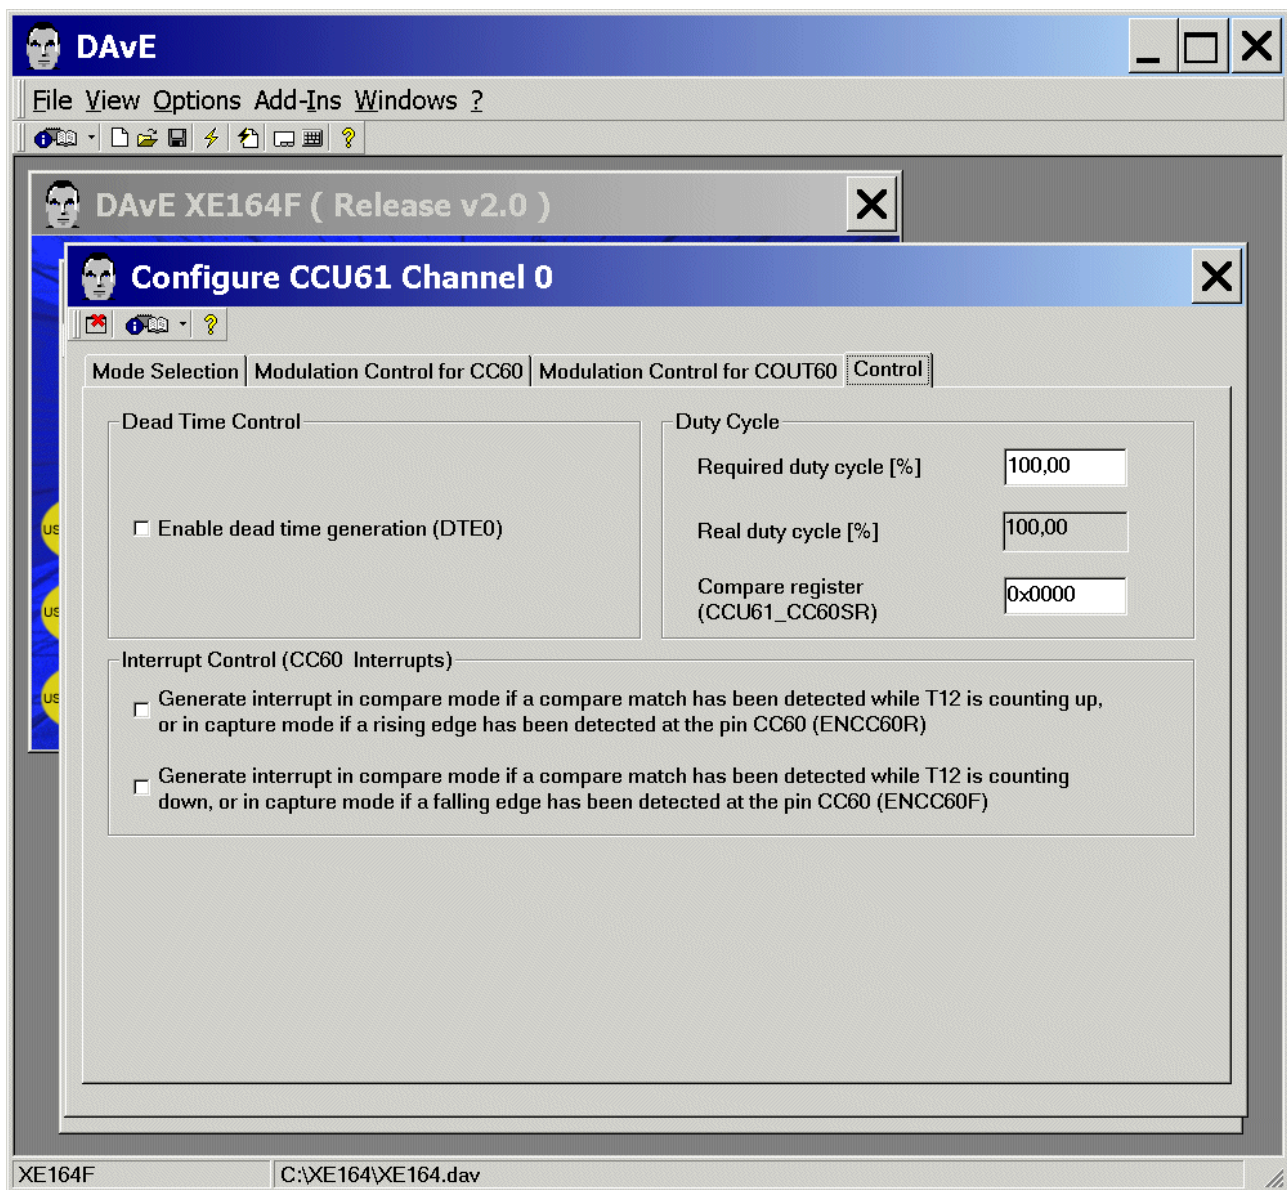 DAvE
File View Options Add-Ins Windows ?
DAvE XE164F ( Release v2.0 )
Configure CCU61 Channel 0
Mode Selection Modulation Control for CC60 Modulation Control for COUT60 Control
Dead Time Control
Enable dead time generation (DTE0)
Duty Cycle
Required duty cycle [%] 100,00
Real duty cycle [%] 100,00
Compare register 0x0000
(CCU61_CC60SR)
Interrupt Control (CC60 Interrupts)
Generate interrupt in compare mode if a compare match has been detected while T12 is counting up,
or in capture mode if a rising edge has been detected at the pin CC60 (ENCC60R)
Generate interrupt in compare mode if a compare match has been detected while T12 is counting
down, or in capture mode if a falling edge has been detected at the pin CC60 (ENCC60F)
US
US
US
XE164F C:\XE164\XE164.dav